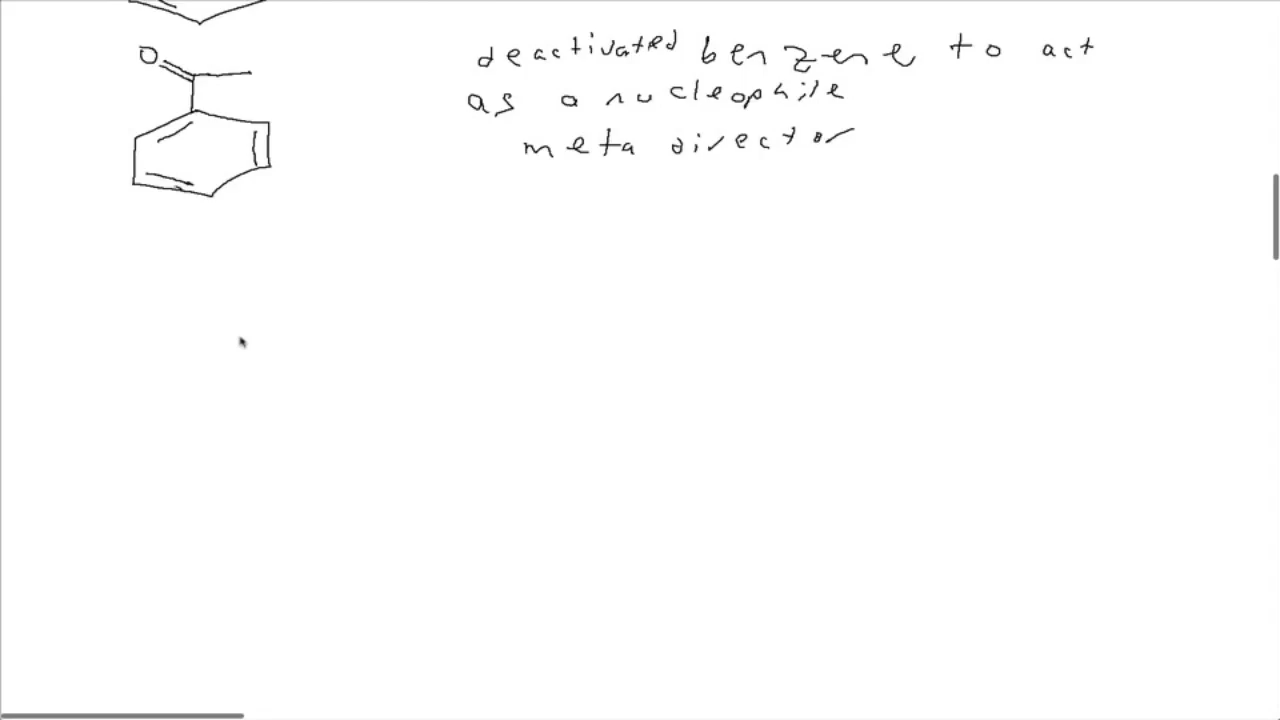 O
deactivated benzene to act
as a nucleophile
meta director